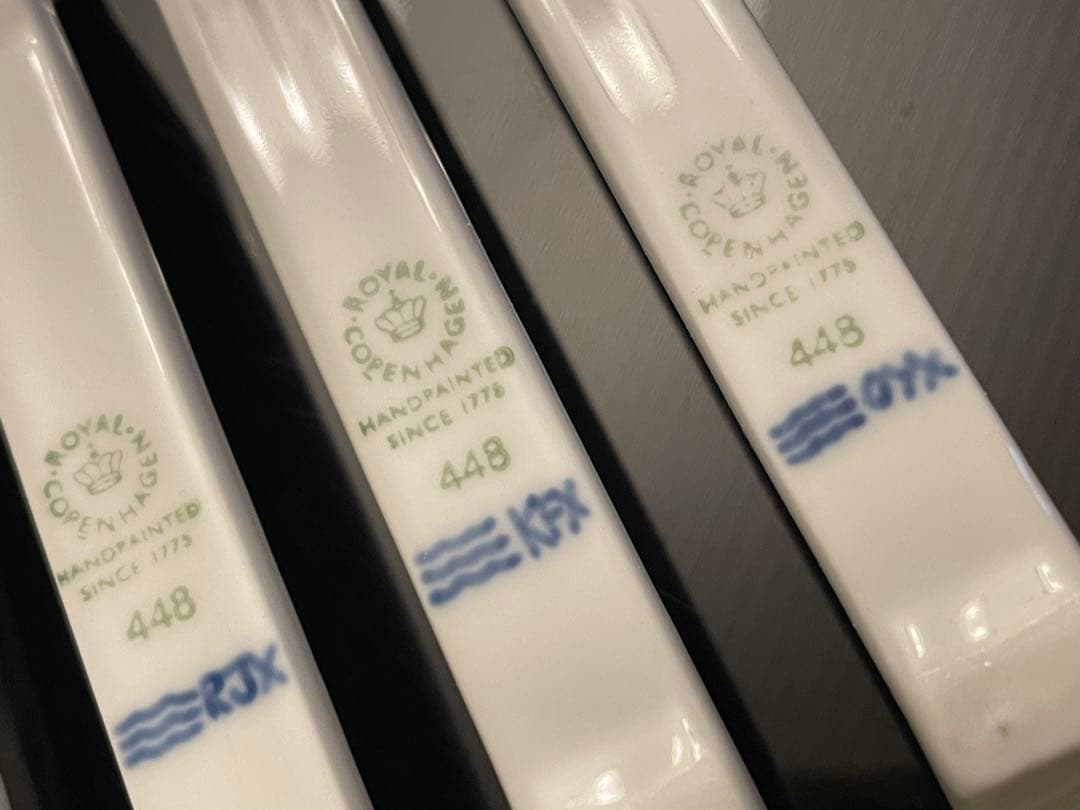 ROYAL
COPENHAGEN
HANDPAINTED
SINCE 1775
448
RJX
ROYAL
COPENHAGEN
HANDPAINTED
SINCE 1775
448
KFX
ROYAL
COPENHAGEN
HANDPAINTED
SINCE 1775
448